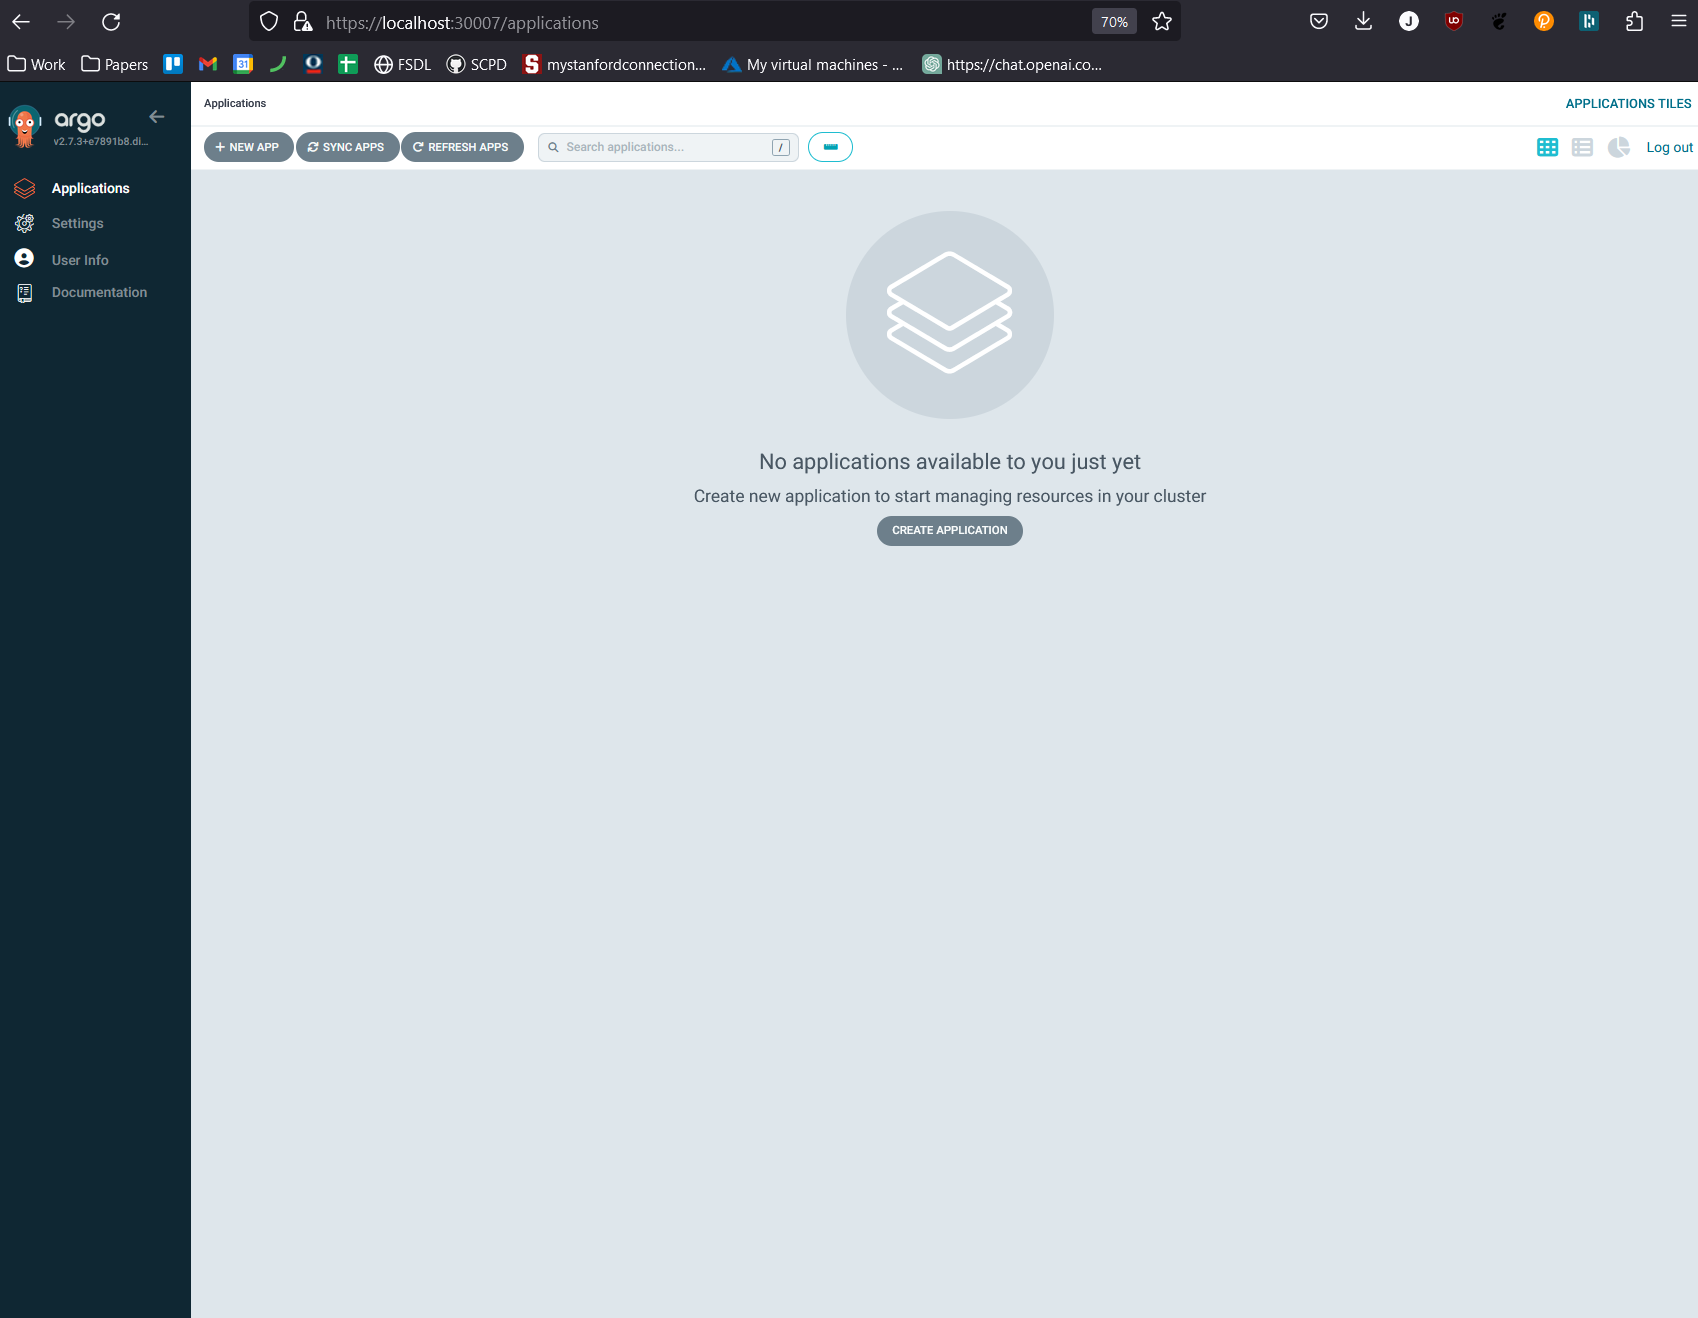 https://localhost:30007/applications
70%
Work
Papers
31
FSDL
SCPD
S
mystanfordconnection...
My virtual machines - ...
https://chat.openai.co...
argo
v2.7.3+e7891b8.di...
Applications
Settings
User Info
Documentation
Applications
APPLICATIONS TILES
NEW APP
SYNC APPS
REFRESH APPS
Search applications...
/
Log out
No applications available to you just yet
Create new application to start managing resources in your cluster
CREATE APPLICATION